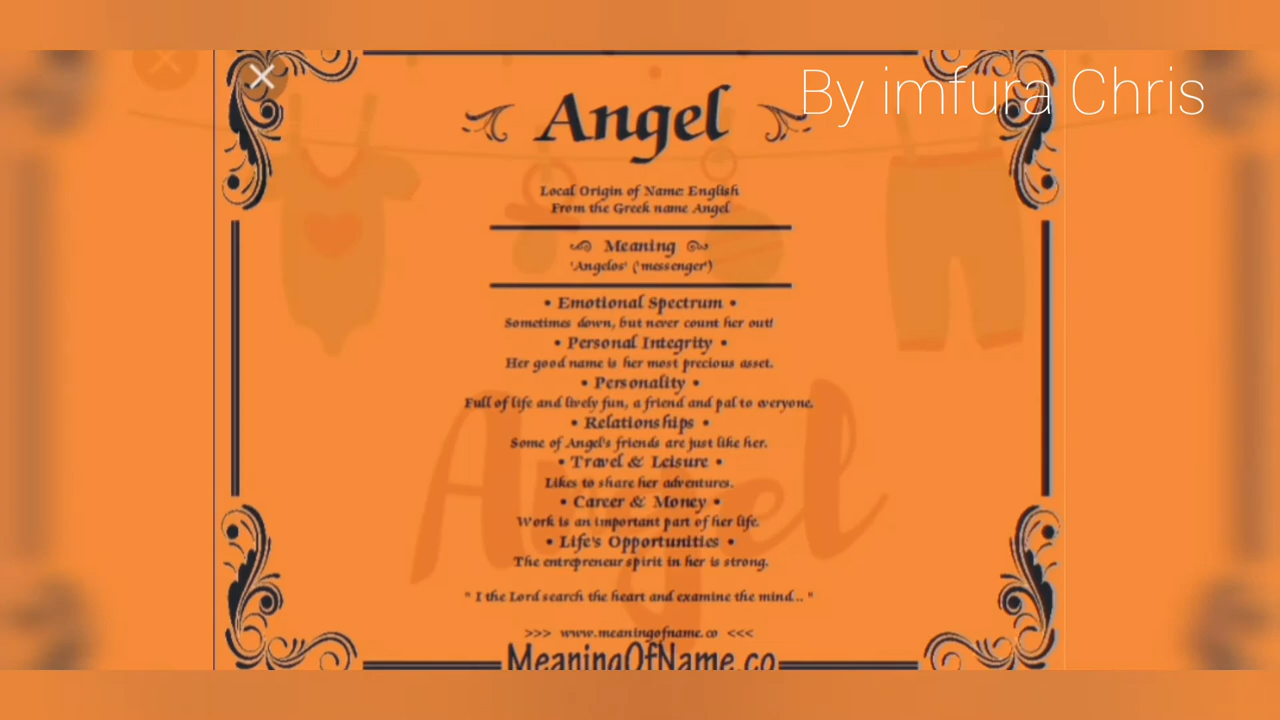 By imfura Chris
Angel
Local Origin of Name: English
From the Greek name Angel
Meaning
'Angelos' ('messenger')
• Emotional Spectrum •
Sometimes down, but never count her out!
• Personal Integrity •
Her good name is her most precious asset.
• Personality •
Full of life and lively fun, a friend and pal to everyone.
• Relationships •
Some of Angel's friends are just like her.
• Travel & Leisure •
Likes to share her adventures.
• Career & Money •
Work is an important part of her life.
• Life's Opportunities •
The entrepreneur spirit in her is strong.
" I the Lord search the heart and examine the mind... "
>>> www.meaningofname.co <<<
MeaningOfName.co
Angel